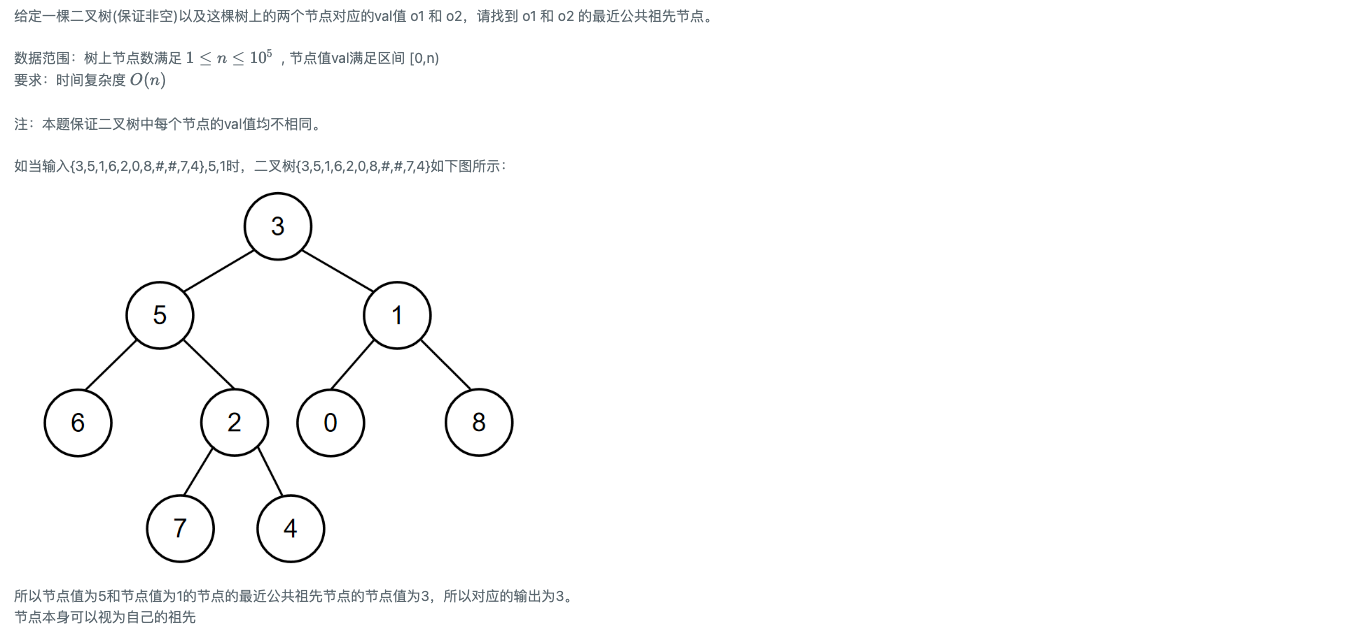 给定一棵二叉树(保证非空)以及这棵树上的两个节点对应的val值 o1 和 o2，请找到 o1 和 o2 的最近公共祖先节点。
数据范围：树上节点数满足 1 ≤ n ≤ 10⁵ , 节点值val满足区间 [0,n)
要求：时间复杂度 O(n)
注：本题保证二叉树中每个节点的val值均不相同。
如当输入{3,5,1,6,2,0,8,#,#,7,4},5,1时，二叉树{3,5,1,6,2,0,8,#,#,7,4}如下图所示：
3
5 1
6 2 0 8
7 4
所以节点值为5和节点值为1的节点的最近公共祖先节点的节点值为3，所以对应的输出为3。
节点本身可以视为自己的祖先